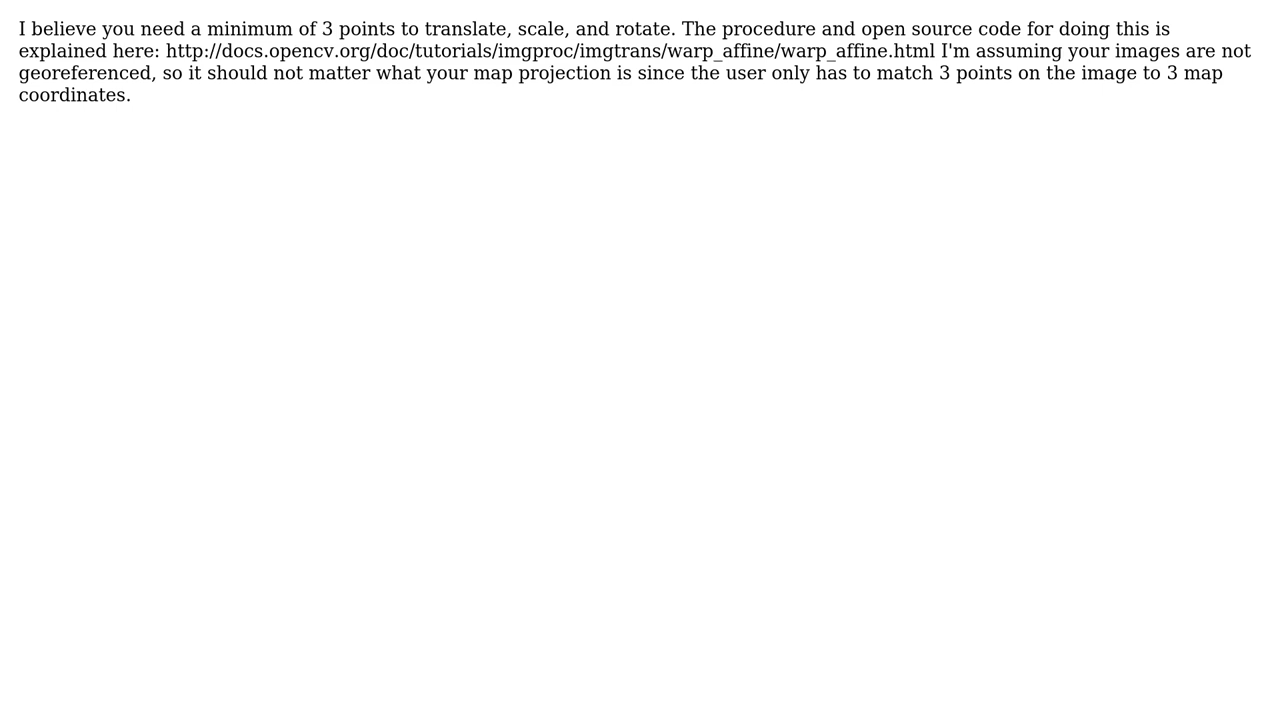 I believe you need a minimum of 3 points to translate, scale, and rotate. The procedure and open source code for doing this is
explained here: http://docs.opencv.org/doc/tutorials/imgproc/imgtrans/warp_affine/warp_affine.html I'm assuming your images are not
georeferenced, so it should not matter what your map projection is since the user only has to match 3 points on the image to 3 map
coordinates.